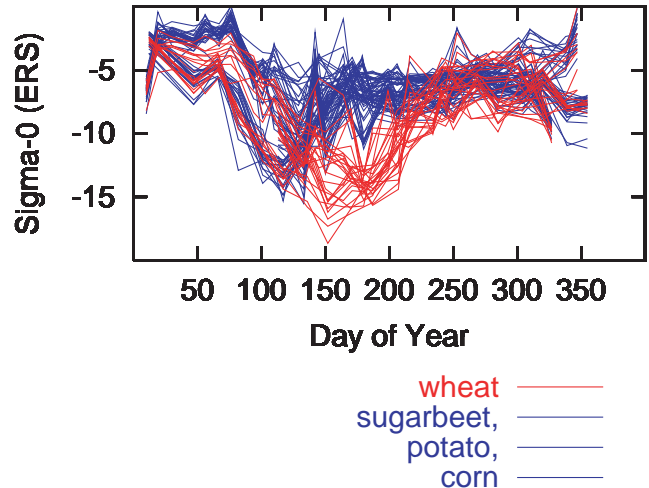 Sigma-0 (ERS)
-5
-10
-15
50 100 150 200 250 300 350
Day of Year
wheat
sugarbeet,
potato,
corn